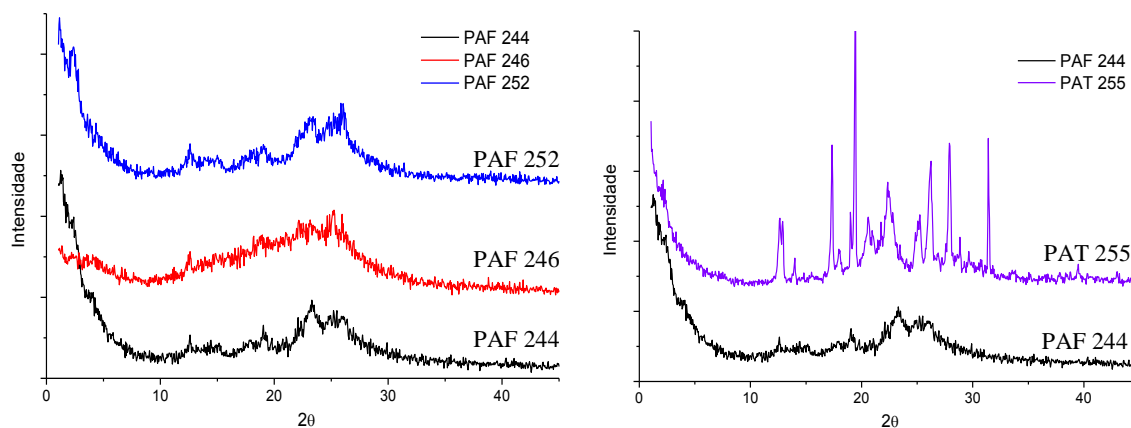 Intensidade
PAF 244
PAF 246
PAF 252
PAF 252
PAF 246
PAF 244
0
10
20
30
40
2θ
Intensidade
PAF 244
PAT 255
PAT 255
PAF 244
0
10
20
30
40
2θ